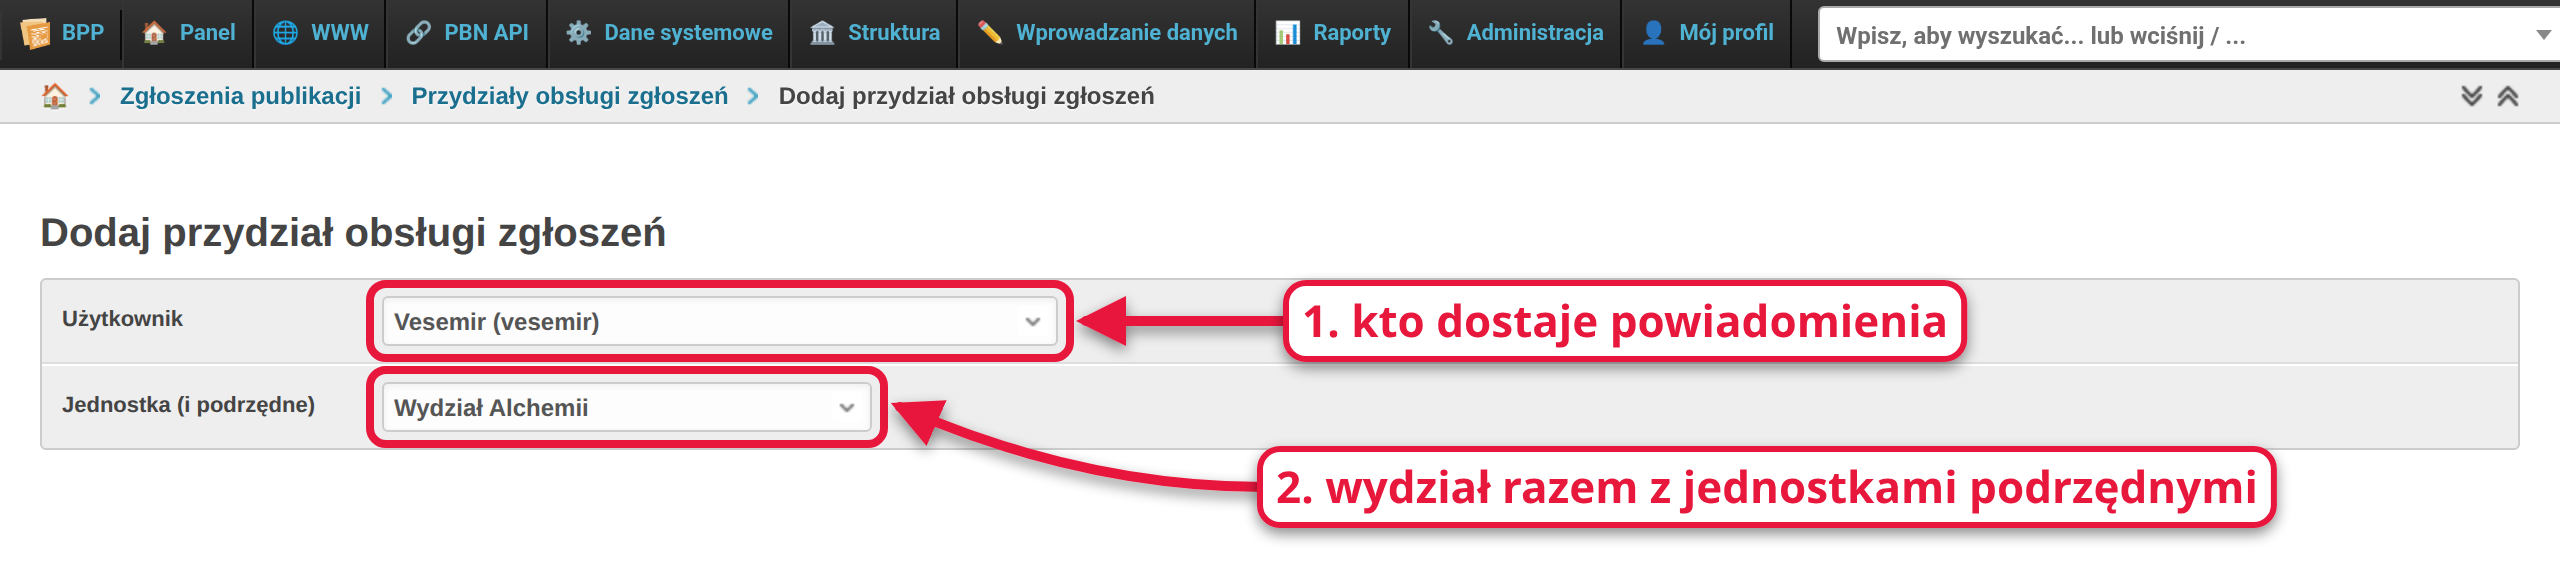 BPP Panel WWW PBN API Dane systemowe Struktura Wprowadzanie danych Raporty Administracja Mój profil Wpisz, aby wyszukać... lub wciśnij / ...
Zgłoszenia publikacji Przydziały obsługi zgłoszeń Dodaj przydział obsługi zgłoszeń
Dodaj przydział obsługi zgłoszeń
Użytkownik Vesemir (vesemir) 1. kto dostaje powiadomienia
Jednostka (i podrzędne) Wydział Alchemii
2. wydział razem z jednostkami podrzędnymi